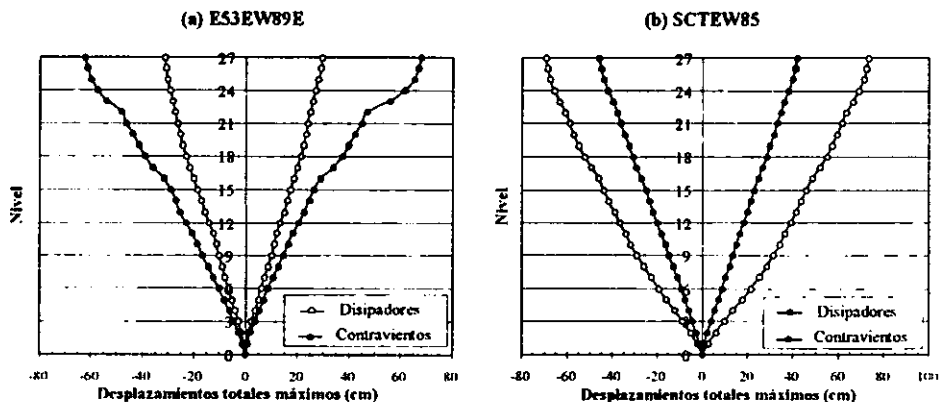 (a) E53EW89E
27
24
21
18
15
12
9
6
3
0
Nivel
Disipadores
Contravientos
-80 -60 -40 -20 0 20 40 60 80
Desplazamientos totales máximos (cm)
(b) SCTEW85
27
24
21
18
15
12
9
6
3
0
Nivel
Disipadores
Contravientos
-80 -60 -40 -20 0 20 40 60 80 100
Desplazamientos totales máximos (cm)